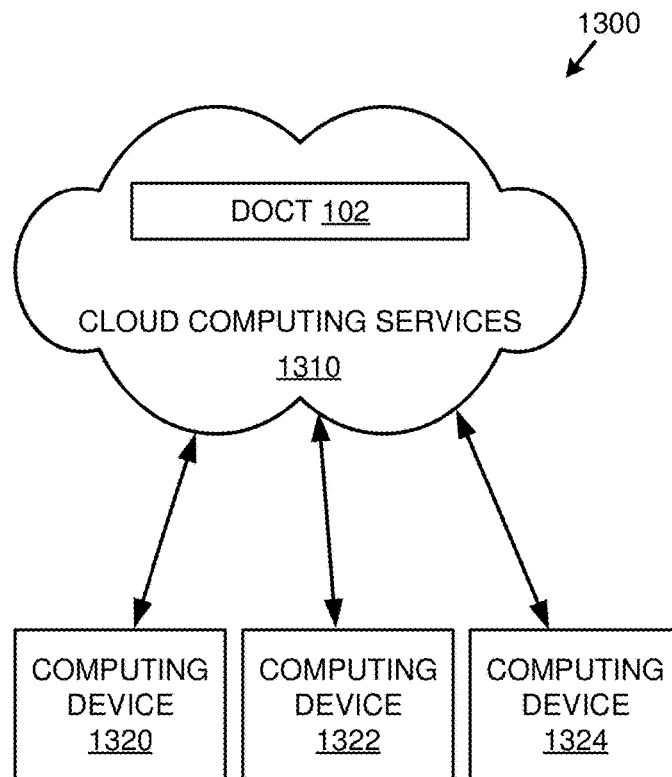 1300
DOCT 102
CLOUD COMPUTING SERVICES
1310
COMPUTING
DEVICE
1320
COMPUTING
DEVICE
1322
COMPUTING
DEVICE
1324